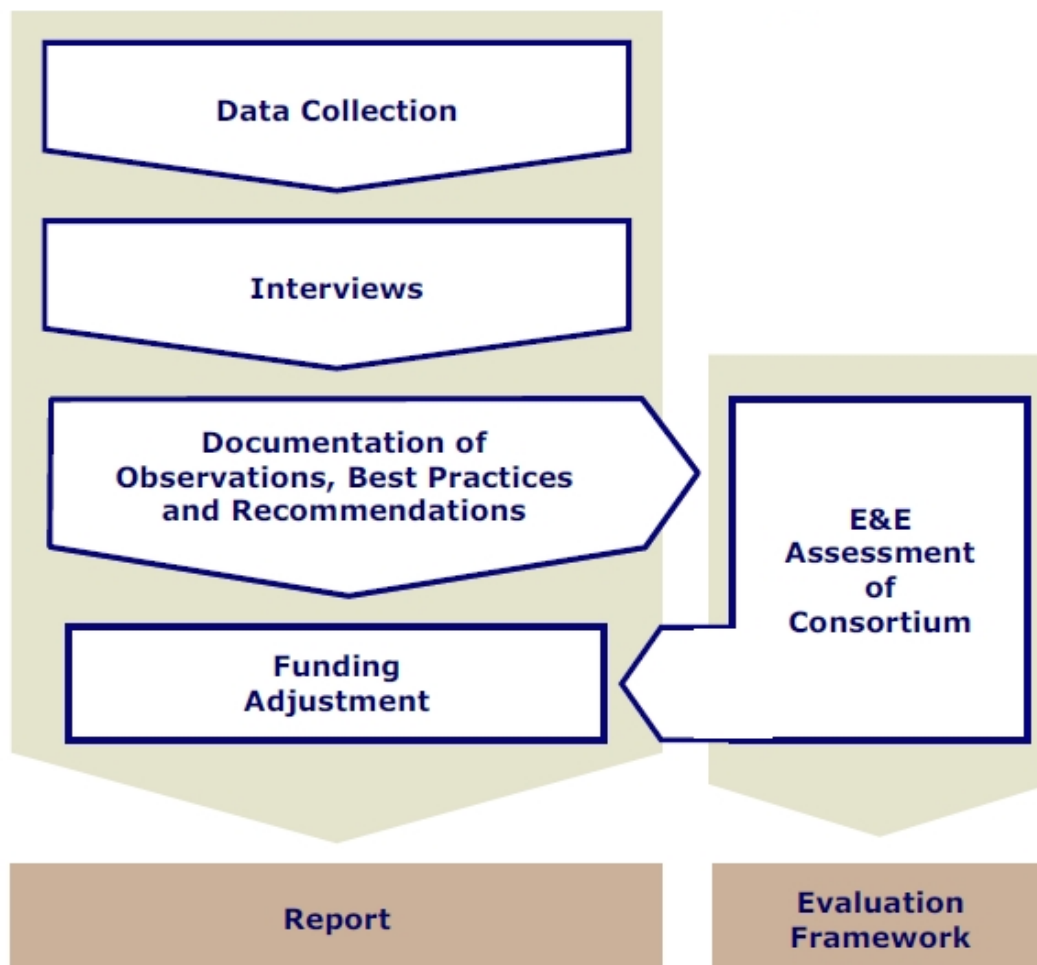 Data Collection
Interviews
Documentation of
Observations, Best Practices
and Recommendations
E&E
Assessment
of
Consortium
Funding
Adjustment
Report
Evaluation
Framework